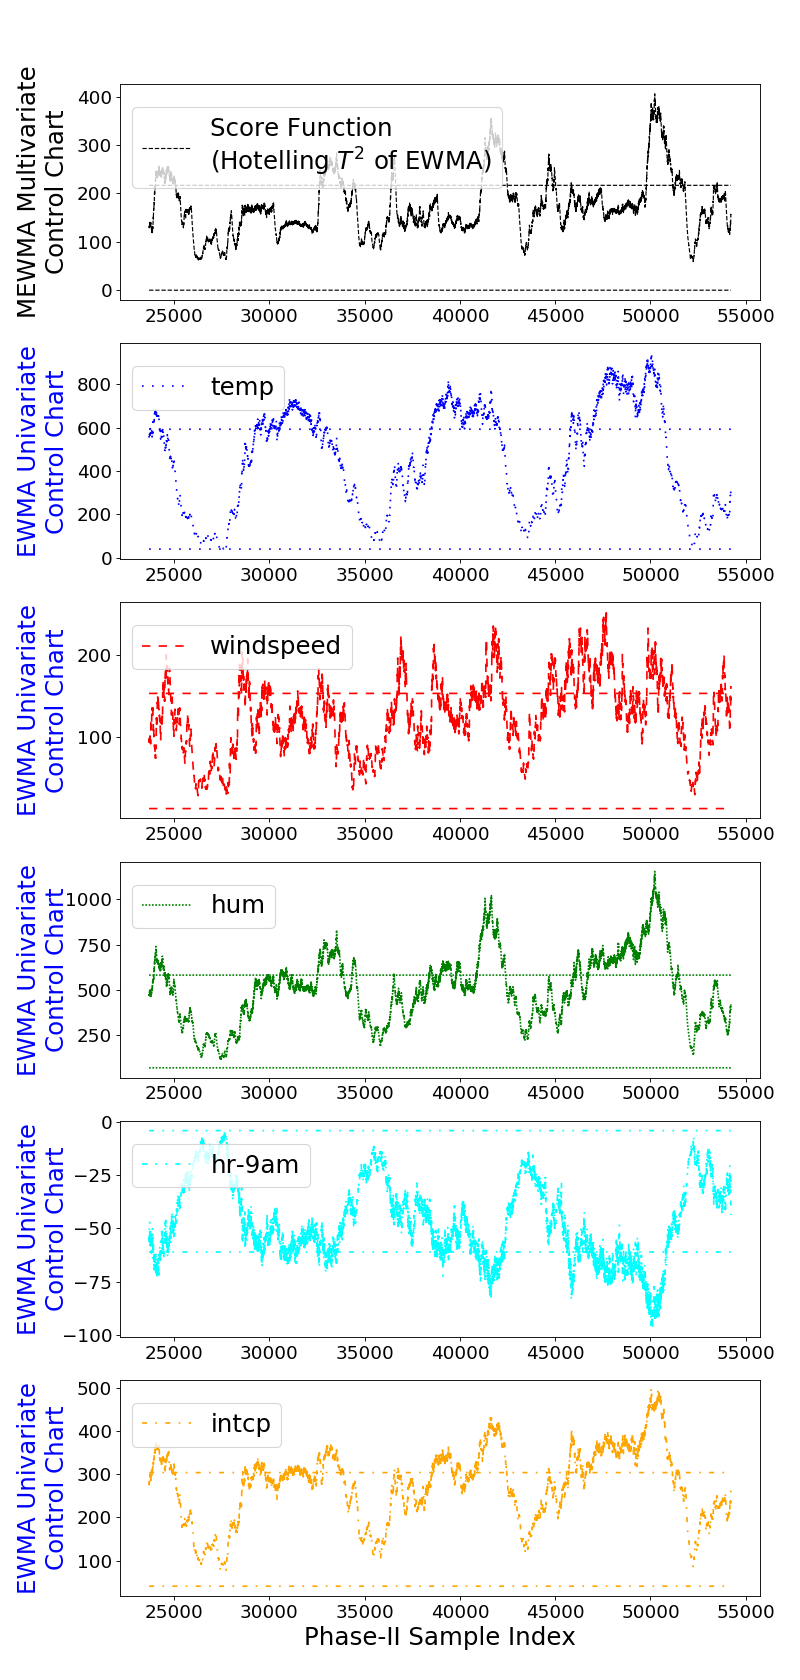 MEWMA Multivariate
Control Chart
400
300
200
100
0
Score Function
(Hotelling T² of EWMA)
25000 30000 35000 40000 45000 50000 55000
EWMA Univariate
Control Chart
800
600
400
200
0
temp
25000 30000 35000 40000 45000 50000 55000
EWMA Univariate
Control Chart
200
100
windspeed
25000 30000 35000 40000 45000 50000 55000
EWMA Univariate
Control Chart
1000
750
500
250
hum
25000 30000 35000 40000 45000 50000 55000
EWMA Univariate
Control Chart
0
−25
−50
−75
−100
hr-9am
25000 30000 35000 40000 45000 50000 55000
EWMA Univariate
Control Chart
500
400
300
200
100
intcp
25000 30000 35000 40000 45000 50000 55000
Phase-II Sample Index